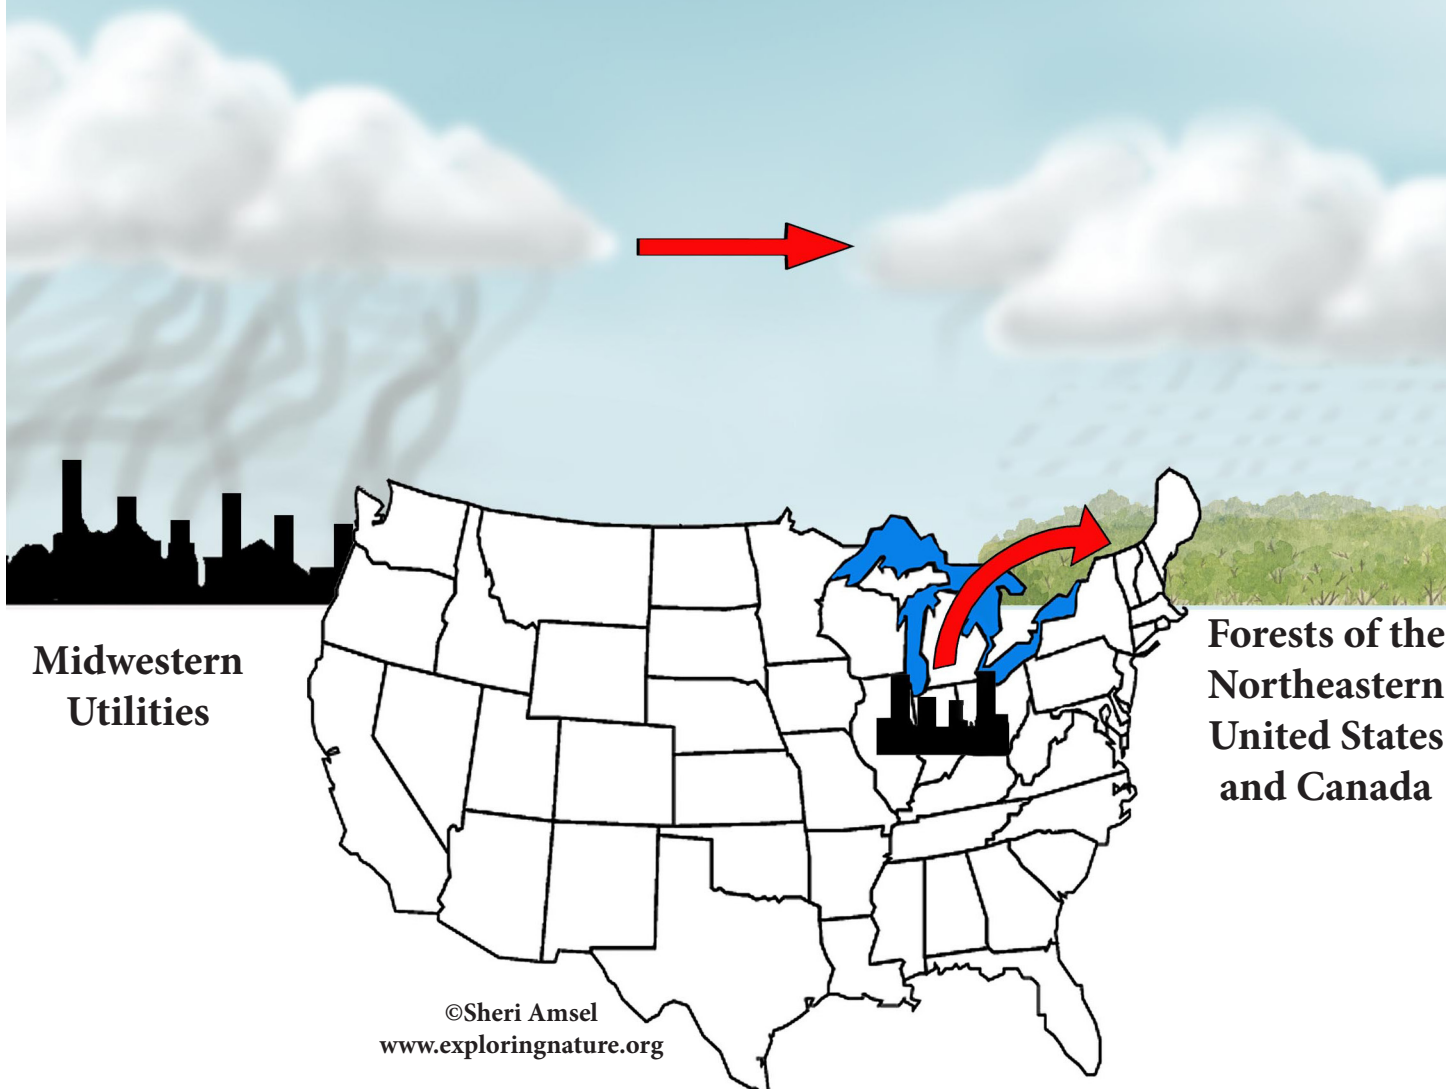 Midwestern
Utilities
Forests of the
Northeastern
United States
and Canada
©Sheri Amsel
www.exploringnature.org